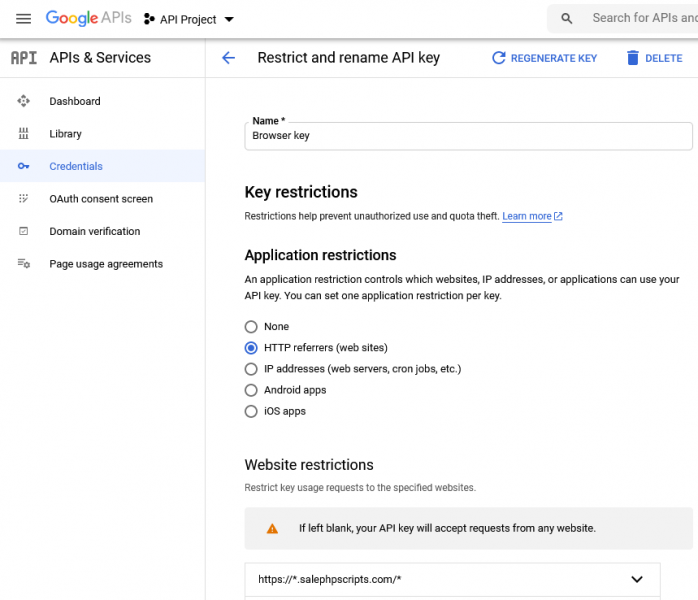 Google APIs
API Project
Search for APIs and
API APIs & Services
Restrict and rename API key
REGENERATE KEY
DELETE
Dashboard
Library
Credentials
OAuth consent screen
Domain verification
Page usage agreements
Name *
Browser key
Key restrictions
Restrictions help prevent unauthorized use and quota theft. Learn more
Application restrictions
An application restriction controls which websites, IP addresses, or applications can use your
API key. You can set one application restriction per key.
None
HTTP referrers (web sites)
IP addresses (web servers, cron jobs, etc.)
Android apps
iOS apps
Website restrictions
Restrict key usage requests to the specified websites.
If left blank, your API key will accept requests from any website.
https://*.salephpscripts.com/*